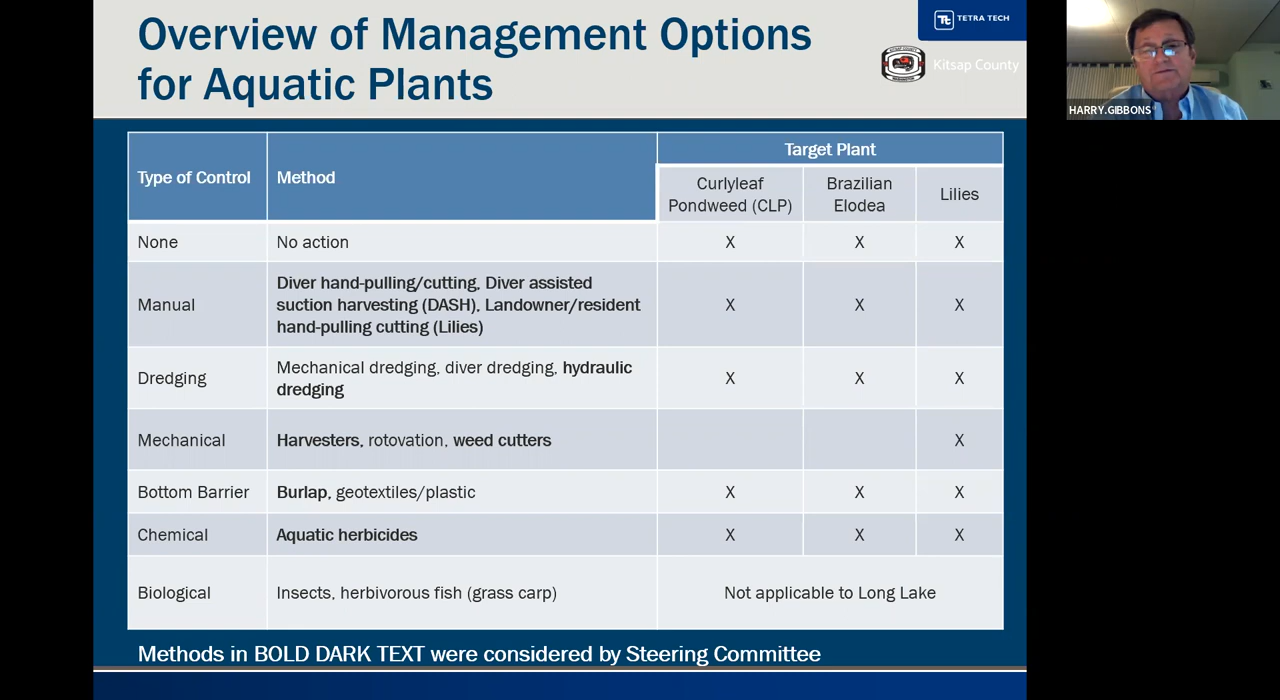 Overview of Management Options
for Aquatic Plants
TETRA TECH
Kitsap County
HARRY.GIBBONS
Type of Control
Method
Target Plant
Curlyleaf
Pondweed (CLP)
Brazilian
Elodea
Lilies
None
No action
X
X
X
Manual
Diver hand-pulling/cutting, Diver assisted
suction harvesting (DASH), Landowner/resident
hand-pulling cutting (Lilies)
X
X
X
Dredging
Mechanical dredging, diver dredging, hydraulic
dredging
X
X
X
Mechanical
Harvesters, rotovation, weed cutters
X
Bottom Barrier
Burlap, geotextiles/plastic
X
X
X
Chemical
Aquatic herbicides
X
X
X
Biological
Insects, herbivorous fish (grass carp)
Not applicable to Long Lake
Methods in BOLD DARK TEXT were considered by Steering Committee